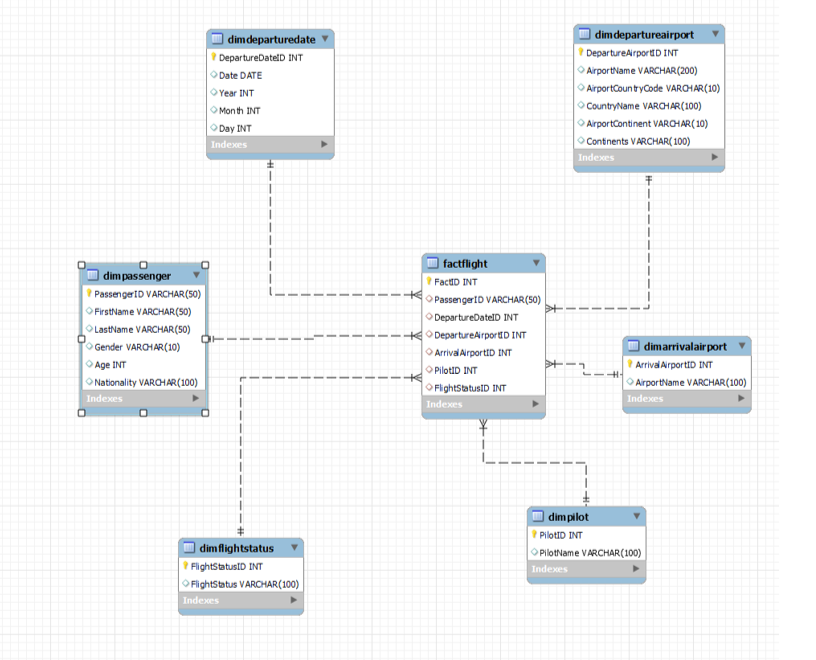 dimdeparturedate
DepartureDateID INT
Date DATE
Year INT
Month INT
Day INT
Indexes
dimdepartureairport
DepartureAirportID INT
AirportName VARCHAR(200)
AirportCountryCode VARCHAR(10)
CountryName VARCHAR(100)
AirportContinent VARCHAR(10)
Continents VARCHAR(100)
Indexes
dimpassenger
PassengerID VARCHAR(50)
FirstName VARCHAR(50)
LastName VARCHAR(50)
Gender VARCHAR(10)
Age INT
Nationality VARCHAR(100)
Indexes
factflight
FactID INT
PassengerID VARCHAR(50)
DepartureDateID INT
DepartureAirportID INT
ArrivalAirportID INT
PilotID INT
FlightStatusID INT
Indexes
dimarrivalairport
ArrivalAirportID INT
AirportName VARCHAR(100)
Indexes
dimflightstatus
FlightStatusID INT
FlightStatus VARCHAR(100)
Indexes
dimpilot
PilotID INT
PilotName VARCHAR(100)
Indexes